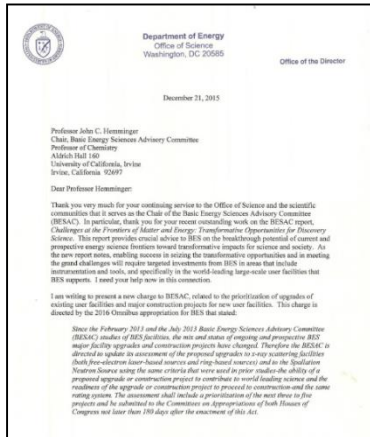 Department of Energy
Office of Science
Washington, DC 20585
Office of the Director
December 21, 2015
Professor John C. Hemminger
Chair, Basic Energy Sciences Advisory Committee
Professor of Chemistry
Aldrich Hall 160
University of California, Irvine
Irvine, California 92697
Dear Professor Hemminger:
Thank you very much for your continuing service to the Office of Science and the scientific
communities that it serves as the Chair of the Basic Energy Sciences Advisory Committee
(BESAC). In particular, thank you for your recent outstanding work on the BESAC report,
Challenges at the Frontiers of Matter and Energy: Transformative Opportunities for Discovery
Science. This report provides crucial advice to BES on the breakthrough potential of current and
prospective energy science frontiers toward transformative impacts for science and society. As
the new report notes, enabling success in seizing the transformative opportunities and in meeting
the grand challenges will require targeted investments from BES in areas that include
instrumentation and tools, and specifically in the world-leading large-scale user facilities that
BES supports. I need your help now in this connection.
I am writing to present a new charge to BESAC, related to the prioritization of upgrades of
existing user facilities and major construction projects for new user facilities. This charge is
directed by the 2016 Omnibus appropriation for BES that stated:
Since the February 2013 and the July 2013 Basic Energy Sciences Advisory Committee
(BESAC) studies of BES facilities, the mix and status of ongoing and prospective BES
major facility upgrades and construction projects have changed. Therefore the BESAC is
directed to update its assessment of the proposed upgrades to x-ray scattering facilities
(both free-electron laser-based sources and ring-based sources) and to the Spallation
Neutron Source using the same criteria that were used in prior studies-the ability of a
proposed upgrade or construction project to contribute to world leading science and the
readiness of the upgrade or construction project to proceed to construction-and the same
rating system. The assessment shall include a prioritization of the next three to five
projects and be submitted to the Committees on Appropriations of both Houses of
Congress not later than 180 days after the enactment of this Act.